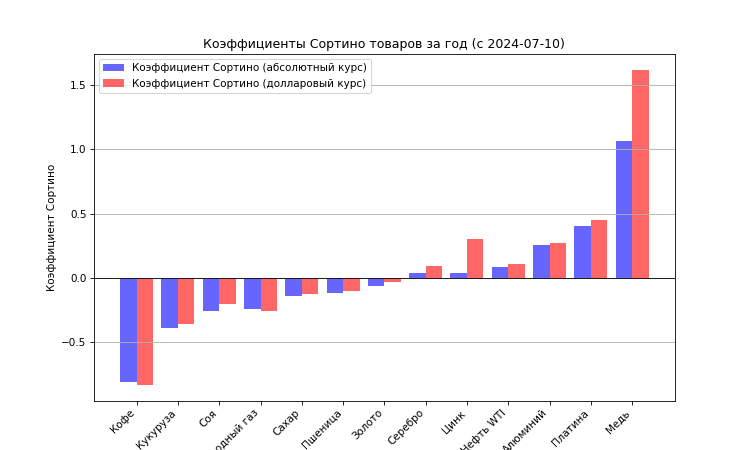 Коэффициенты Сортино товаров за год (с 2024-07-10)
Коэффициент Сортино (абсолютный курс)
Коэффициент Сортино (долларовый курс)
Коэффициент Сортино
1.5
1.0
0.5
0.0
−0.5
Кофе
Кукуруза
Соя
одный газ
Сахар
Пшеница
Золото
Серебро
Цинк
Нефть WTI
Алюминий
Платина
Медь